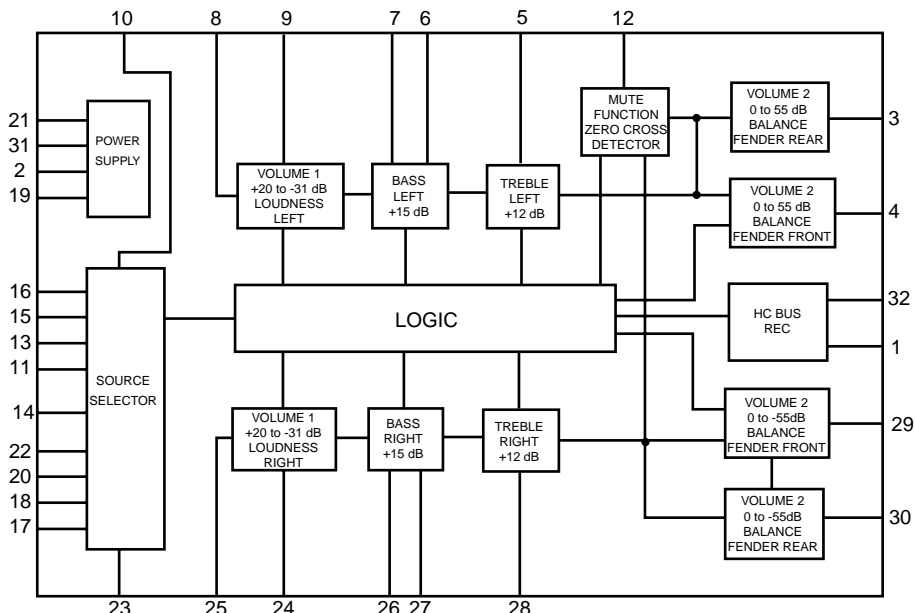 10
8
9
7
6
5
12
21
31
2
19
POWER
SUPPLY
VOLUME 1
+20 to -31 dB
LOUDNESS
LEFT
BASS
LEFT
+15 dB
TREBLE
LEFT
+12 dB
MUTE
FUNCTION
ZERO CROSS
DETECTOR
VOLUME 2
0 to 55 dB
BALANCE
FENDER REAR
3
VOLUME 2
0 to 55 dB
BALANCE
FENDER FRONT
4
16
15
13
11
14
22
20
18
17
SOURCE
SELECTOR
LOGIC
HC BUS
REC
32
1
VOLUME 1
+20 to -31 dB
LOUDNESS
RIGHT
BASS
RIGHT
+15 dB
TREBLE
RIGHT
+12 dB
VOLUME 2
0 to -55dB
BALANCE
FENDER FRONT
29
VOLUME 2
0 to -55dB
BALANCE
FENDER REAR
30
23
25
24
26
27
28